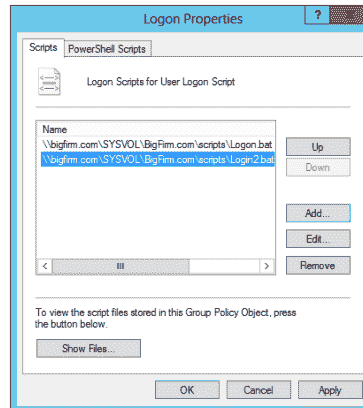 Logon Properties
?
Scripts
PowerShell Scripts
Logon Scripts for User Logon Script
Name
\\bigfirm.com\SYSVOL\BigFirm.com\scripts\Logon.bat
\\bigfirm.com\SYSVOL\BigFirm.com\scripts\Login2.bat
Up
Down
Add...
Edit...
Remove
To view the script files stored in this Group Policy Object, press
the button below.
Show Files...
OK
Cancel
Apply